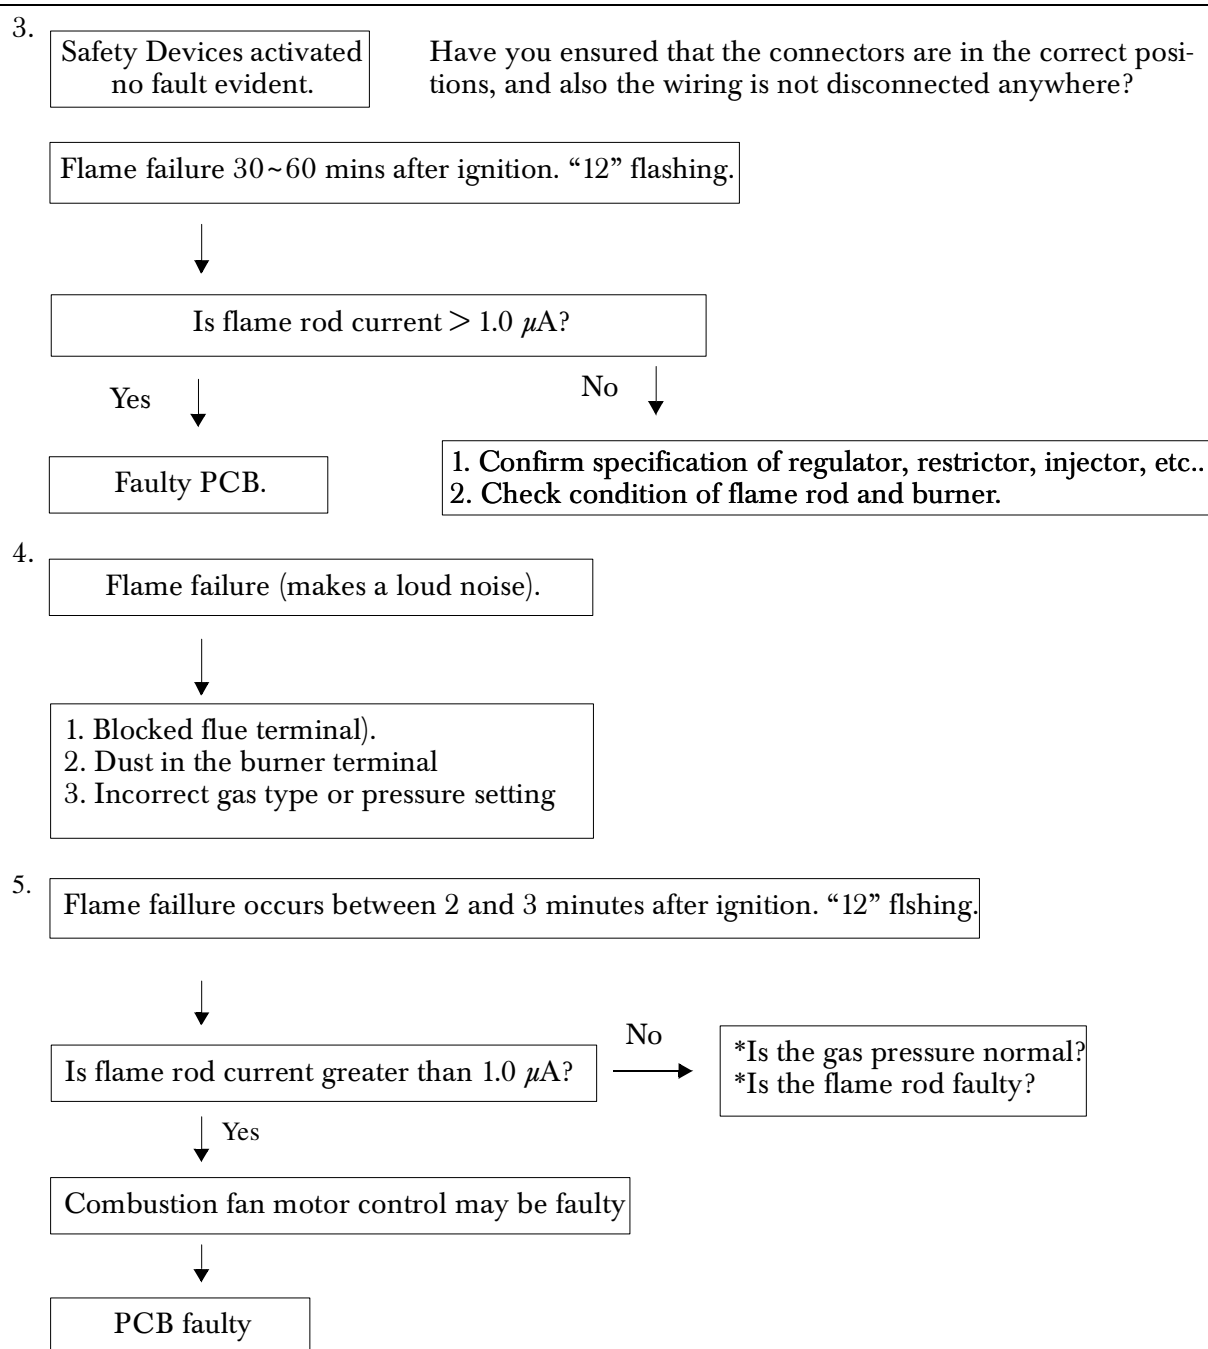 3.
Safety Devices activated
no fault evident.
Have you ensured that the connectors are in the correct posi-
tions, and also the wiring is not disconnected anywhere?
Flame failure 30~60 mins after ignition. “12” flashing.
Is flame rod current > 1.0 µA?
Yes
No
Faulty PCB.
1. Confirm specification of regulator, restrictor, injector, etc..
2. Check condition of flame rod and burner.
4.
Flame failure (makes a loud noise).
1. Blocked flue terminal).
2. Dust in the burner terminal
3. Incorrect gas type or pressure setting
5.
Flame faillure occurs between 2 and 3 minutes after ignition. “12” flshing.
Is flame rod current greater than 1.0 µA?
No
*Is the gas pressure normal?
*Is the flame rod faulty?
Yes
Combustion fan motor control may be faulty
PCB faulty